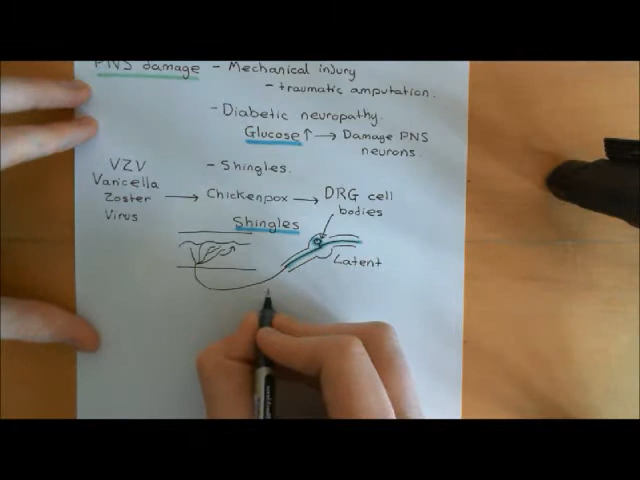 PNS damage - Mechanical injury
- traumatic amputation.
- Diabetic neuropathy.
Glucose ↑ → Damage PNS
neurons.
- Shingles.
VZV
Varicella
Zoster
Virus
→ Chickenpox → DRG cell
bodies
Shingles
Latent